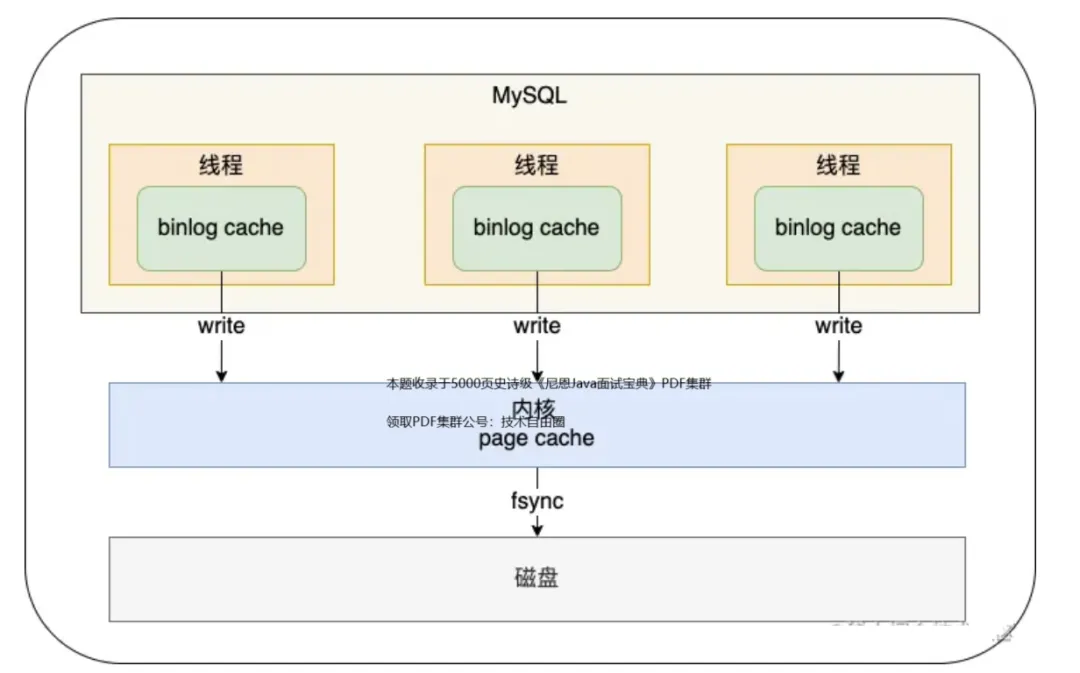 MySQL
线程
线程
线程
binlog cache
binlog cache
binlog cache
write
write
write
本题收录于5000页史诗级《尼恩Java面试宝典》PDF集群
内核
领取PDF集群公号：技术自由圈
page cache
fsync
磁盘